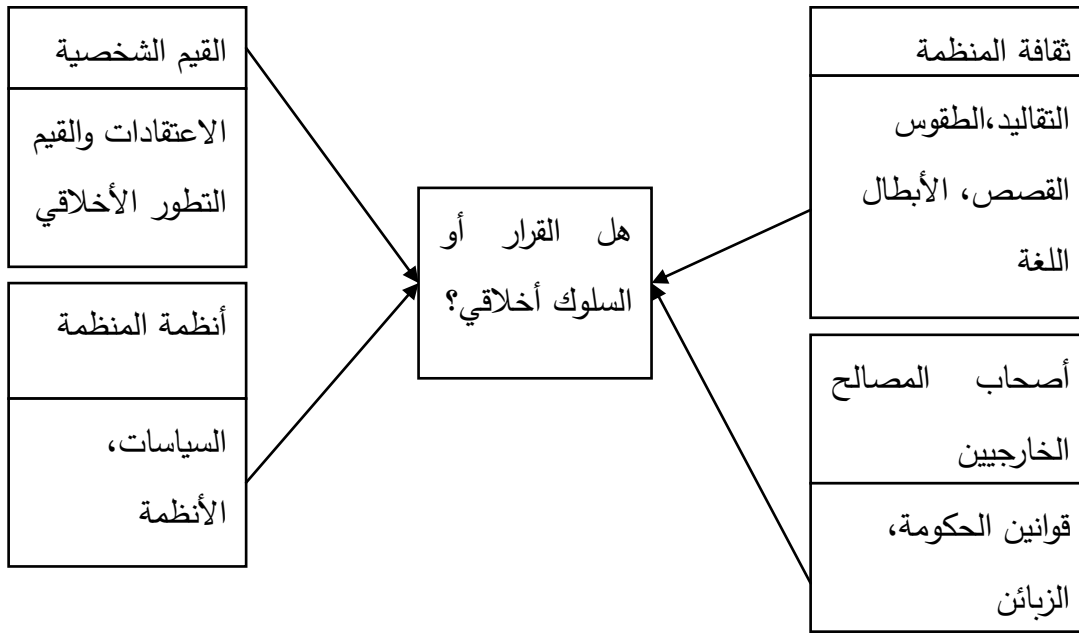 ثقافة المنظمة
التقاليد،الطقوس
القصص، الأبطال
اللغة
أصحاب المصالح
الخارجيين
قوانين الحكومة،
الزبائن
هل القرار أو
السلوك أخلاقي؟
القيم الشخصية
الاعتقادات والقيم
التطور الأخلاقي
أنظمة المنظمة
السياسات،
الأنظمة